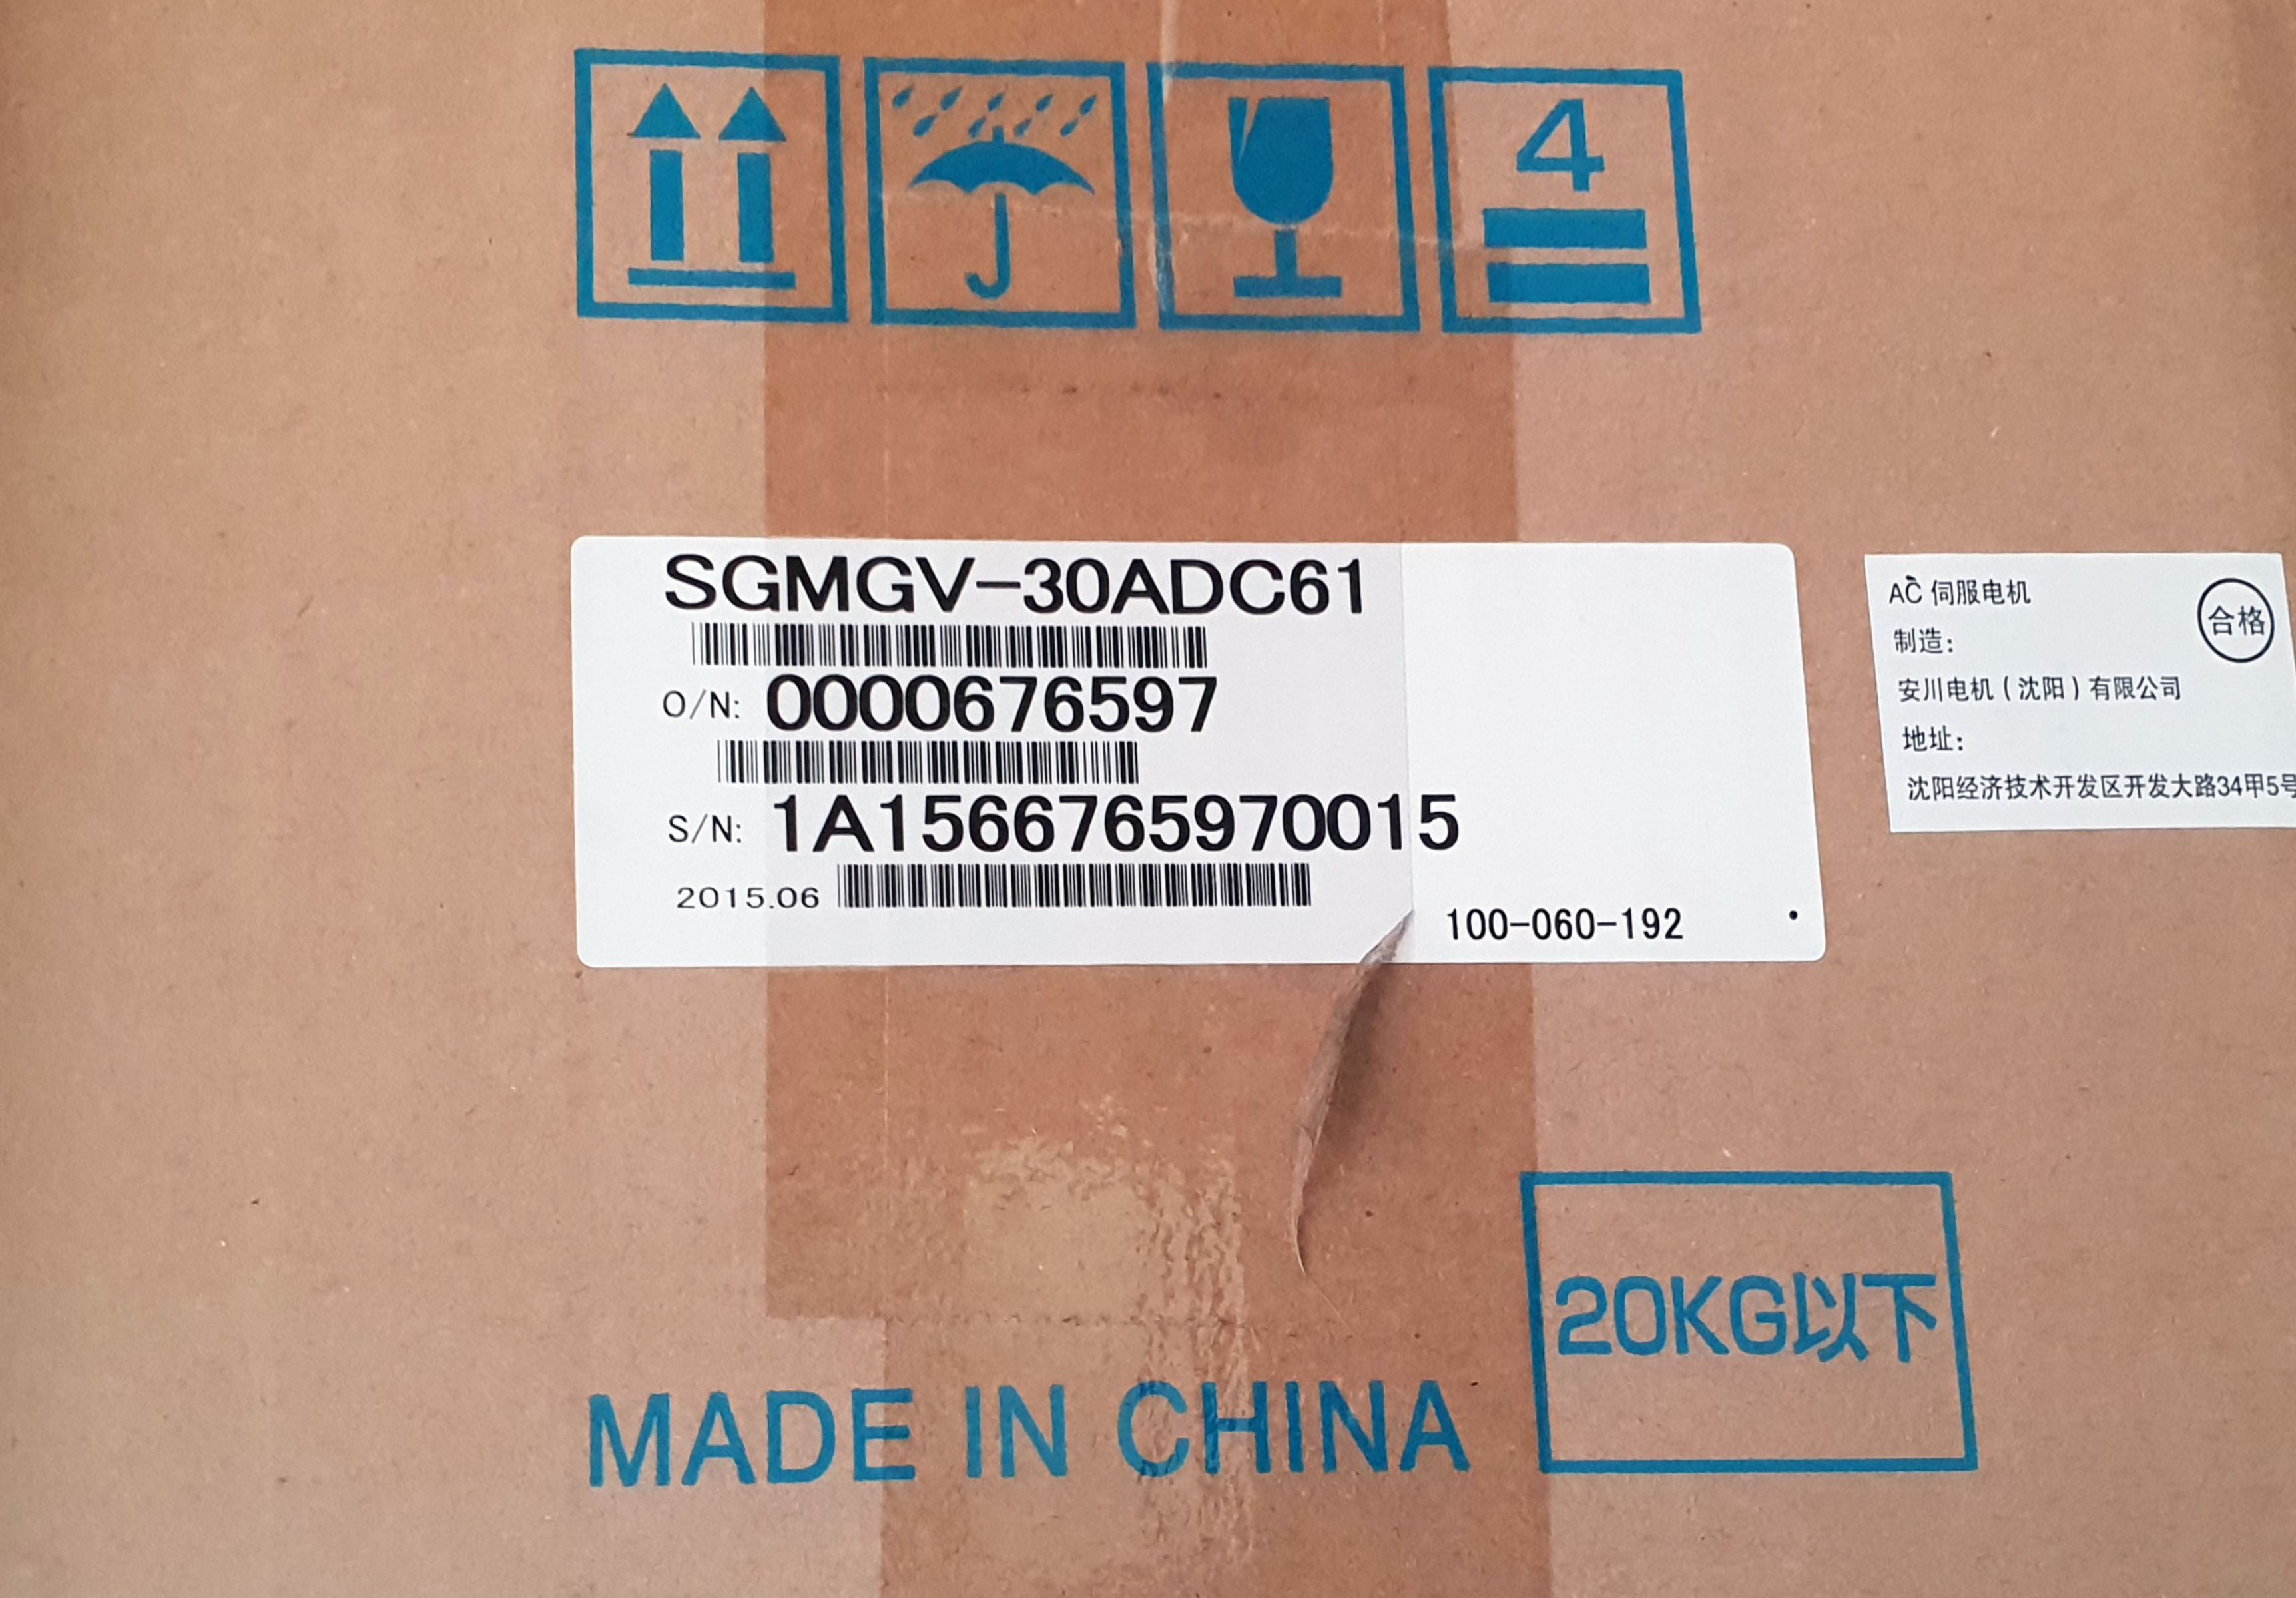 4
SGMGV-30ADC61
O/N: 0000676597
S/N: 1A1566765970015
2015.06
100-060-192
AC 伺服电机
合格
制造：
安川电机（沈阳）有限公司
地址：
沈阳经济技术开发区开发大路34甲5号
20KG以下
MADE IN CHINA